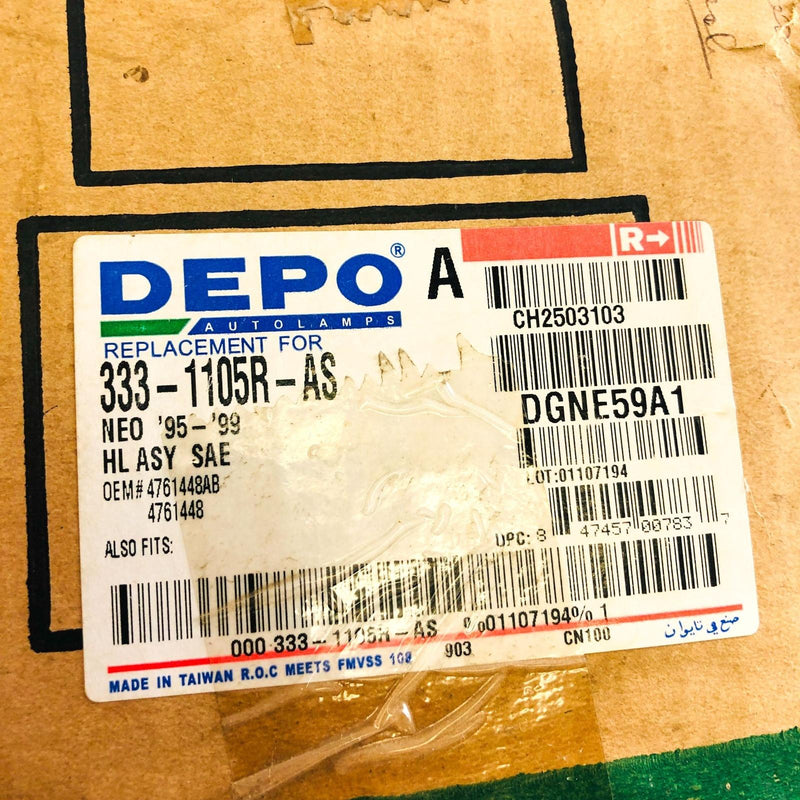 DEPO® A
AUTOLAMPS
REPLACEMENT FOR
333-1105R-AS
NEO '95-'99
HL ASY SAE
OEM# 4761448AB
4761448
ALSO FITS:
R→
CH2503103
DGNE59A1
LOT:01107194
UPC: 8 47457 00783 7
000 333-1105R-AS %01107194% 1
903 CN100
صنع في تايوان
MADE IN TAIWAN R.O.C MEETS FMVSS 108